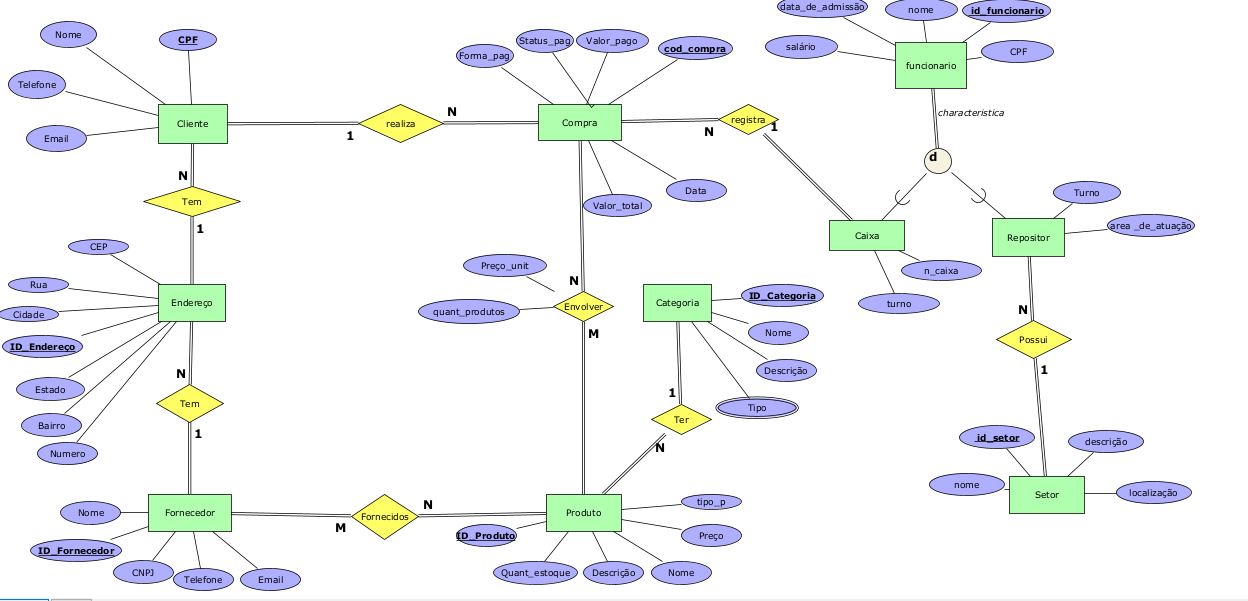 data_de_admissão
nome
id_funcionario
Nome
CPF
Status_pag
Valor_pago
Forma_pag
cod_compra
salário
CPF
funcionario
Telefone
characteristica
Email
Cliente
1
realiza
N
Compra
N
registra
1
d
N
Tem
1
Valor_total
Data
Turno
area _de_atuação
Caixa
Repositor
CEP
Preço_unit
n_caixa
turno
Rua
Cidade
Endereço
N
quant_produtos
Envolver
M
Categoria
ID_Categoria
Nome
N
Possui
1
ID_Endereço
Descrição
Estado
N
Tem
1
1
Ter
N
Tipo
Bairro
Numero
id_setor
descrição
nome
Setor
localização
Nome
Fornecedor
M
Fornecidos
N
Produto
tipo_p
ID_Produto
Preço
ID_Fornecedor
CNPJ
Telefone
Email
Quant_estoque
Descrição
Nome